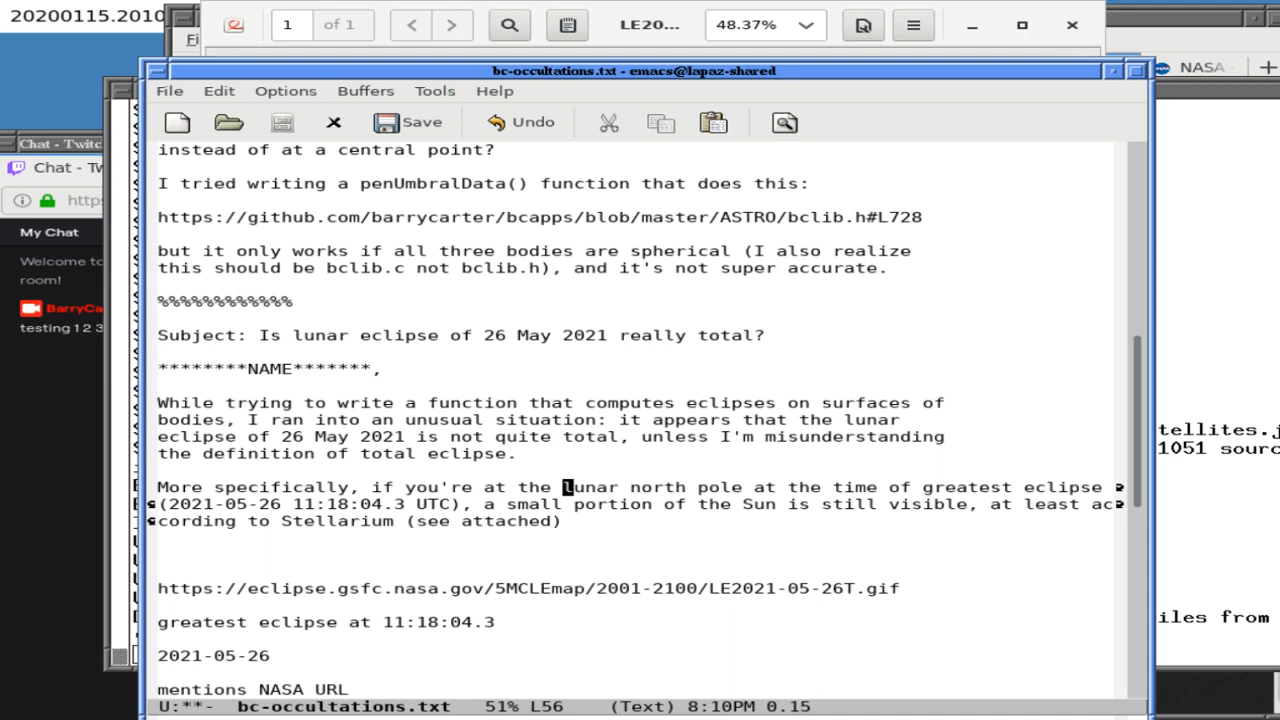 20200115.2010
1 of 1
LE20...
48.37%
bc-occultations.txt - emacs@lapaz-shared
NASA
File Edit Options Buffers Tools Help
Save Undo
Chat - Twitc
Chat - Tw
https
My Chat
Welcome to
room!
BarryCa
testing 1 2 3
instead of at a central point?
I tried writing a penUmbralData() function that does this:
https://github.com/barrycarter/bcapps/blob/master/ASTRO/bclib.h#L728
but it only works if all three bodies are spherical (I also realize
this should be bclib.c not bclib.h), and it's not super accurate.
%%%%%%%%%%%%
Subject: Is lunar eclipse of 26 May 2021 really total?
********NAME*******,
While trying to write a function that computes eclipses on surfaces of
bodies, I ran into an unusual situation: it appears that the lunar
eclipse of 26 May 2021 is not quite total, unless I'm misunderstanding
the definition of total eclipse.
More specifically, if you're at the lunar north pole at the time of greatest eclipse
(2021-05-26 11:18:04.3 UTC), a small portion of the Sun is still visible, at least ac
cording to Stellarium (see attached)
https://eclipse.gsfc.nasa.gov/5MCLEmap/2001-2100/LE2021-05-26T.gif
greatest eclipse at 11:18:04.3
2021-05-26
mentions NASA URL
U:**- bc-occultations.txt 51% L56 (Text) 8:10PM 0.15
tellites.j
1051 sourc
iles from